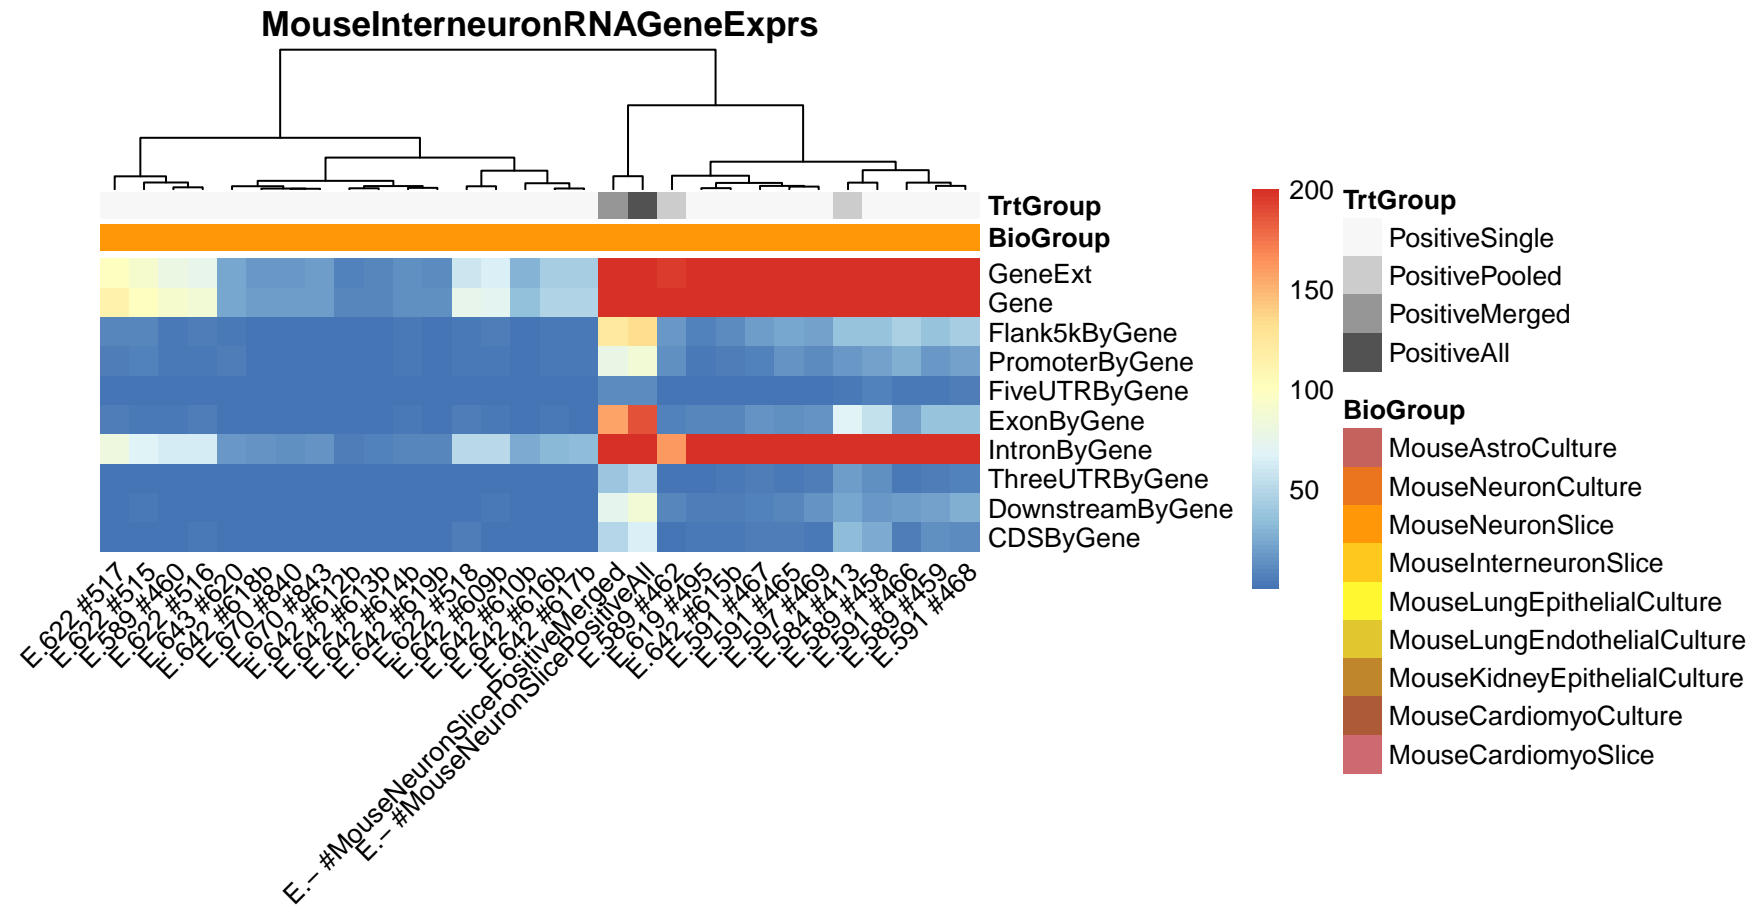 MouseInterneuronRNAGeneExprs
TrtGroup
BioGroup
GeneExt
Gene
Flank5kByGene
PromoterByGene
FiveUTRByGene
ExonByGene
IntronByGene
ThreeUTRByGene
DownstreamByGene
CDSByGene
E.622 #517
E.622 #515
E.589 #460
E.622 #516
E.643 #620
E.642 #618b
E.670 #840
E.670 #843
E.642 #612b
E.642 #613b
E.642 #614b
E.642 #619b
E.622 #518
E.642 #609b
E.642 #610b
E.642 #616b
E.642 #617b
E.− #MouseNeuronSlicePositiveMerged
E.− #MouseNeuronSlicePositiveAll
E.589 #462
E.619 #495
E.642 #615b
E.591 #467
E.591 #465
E.597 #469
E.584 #413
E.589 #458
E.591 #466
E.589 #459
E.591 #468
200
150
100
50
TrtGroup
PositiveSingle
PositivePooled
PositiveMerged
PositiveAll
BioGroup
MouseAstroCulture
MouseNeuronCulture
MouseNeuronSlice
MouseInterneuronSlice
MouseLungEpithelialCulture
MouseLungEndothelialCulture
MouseKidneyEpithelialCulture
MouseCardiomyoCulture
MouseCardiomyoSlice